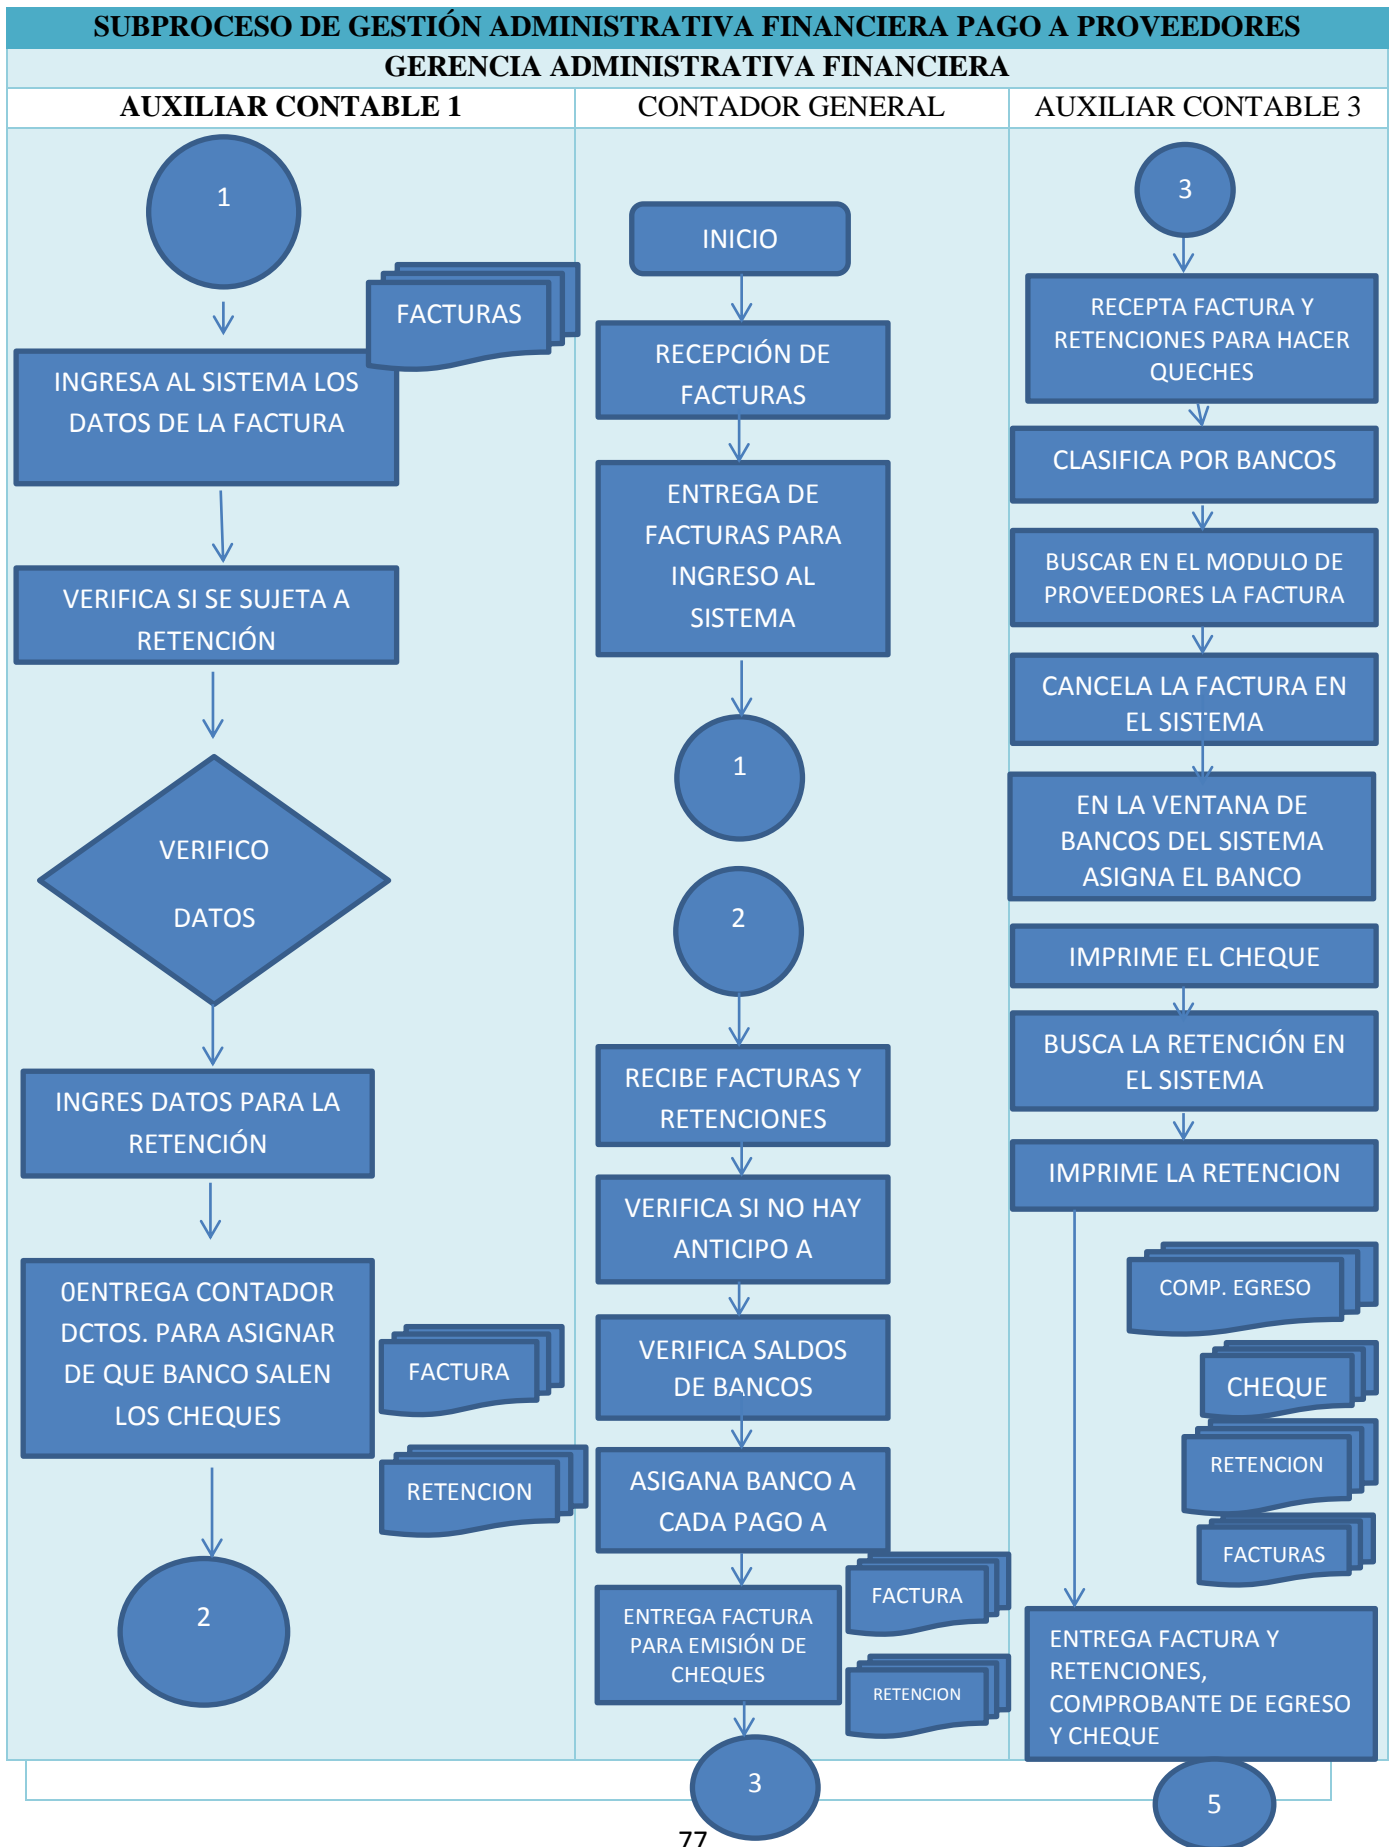 SUBPROCESO DE GESTIÓN ADMINISTRATIVA FINANCIERA PAGO A PROVEEDORES
GERENCIA ADMINISTRATIVA FINANCIERA
AUXILIAR CONTABLE 1
CONTADOR GENERAL
AUXILIAR CONTABLE 3
1
FACTURAS
INGRESA AL SISTEMA LOS
DATOS DE LA FACTURA
VERIFICA SI SE SUJETA A
RETENCIÓN
VERIFICO
DATOS
INGRES DATOS PARA LA
RETENCIÓN
0ENTREGA CONTADOR
DCTOS. PARA ASIGNAR
DE QUE BANCO SALEN
LOS CHEQUES
FACTURA
RETENCION
2
INICIO
RECEPCIÓN DE
FACTURAS
ENTREGA DE
FACTURAS PARA
INGRESO AL
SISTEMA
1
2
RECIBE FACTURAS Y
RETENCIONES
VERIFICA SI NO HAY
ANTICIPO A
VERIFICA SALDOS
DE BANCOS
ASIGANA BANCO A
CADA PAGO A
ENTREGA FACTURA
PARA EMISIÓN DE
CHEQUES
FACTURA
RETENCION
3
3
RECEPTA FACTURA Y
RETENCIONES PARA HACER
QUECHES
CLASIFICA POR BANCOS
BUSCAR EN EL MODULO DE
PROVEEDORES LA FACTURA
CANCELA LA FACTURA EN
EL SISTEMA
EN LA VENTANA DE
BANCOS DEL SISTEMA
ASIGNA EL BANCO
IMPRIME EL CHEQUE
BUSCA LA RETENCIÓN EN
EL SISTEMA
IMPRIME LA RETENCION
COMP. EGRESO
CHEQUE
RETENCION
FACTURAS
ENTREGA FACTURA Y
RETENCIONES,
COMPROBANTE DE EGRESO
Y CHEQUE
5
77